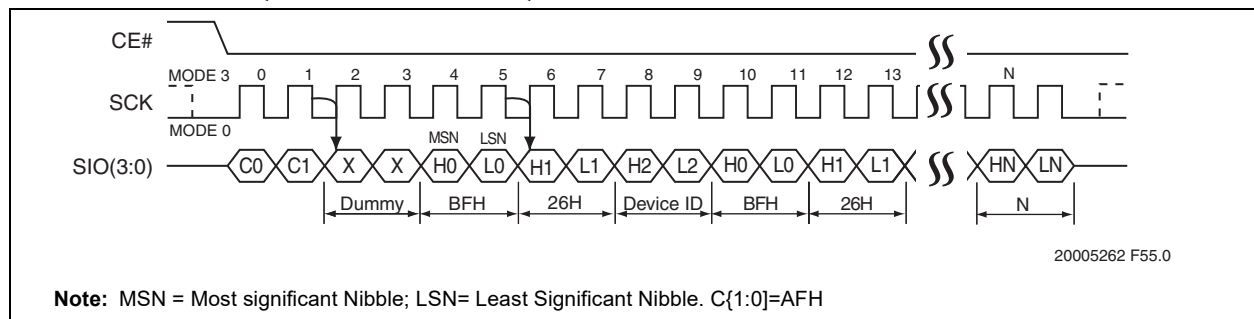 CE#
MODE 3 0 1 2 3 4 5 6 7 8 9 10 11 12 13 N
SCK
MODE 0
MSN LSN
SIO(3:0) C0 C1 X X H0 L0 H1 L1 H2 L2 H0 L0 H1 L1 HN LN
Dummy BFH 26H Device ID BFH 26H N
20005262 F55.0
Note: MSN = Most significant Nibble; LSN= Least Significant Nibble. C{1:0]=AFH